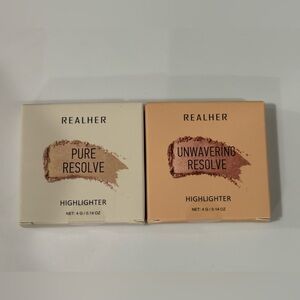 REALHER
PURE
RESOLVE
HIGHLIGHTER
NET: 4 G / 0.14 OZ
REALHER
UNWAVERING
RESOLVE
HIGHLIGHTER
NET: 4 G / 0.14 OZ